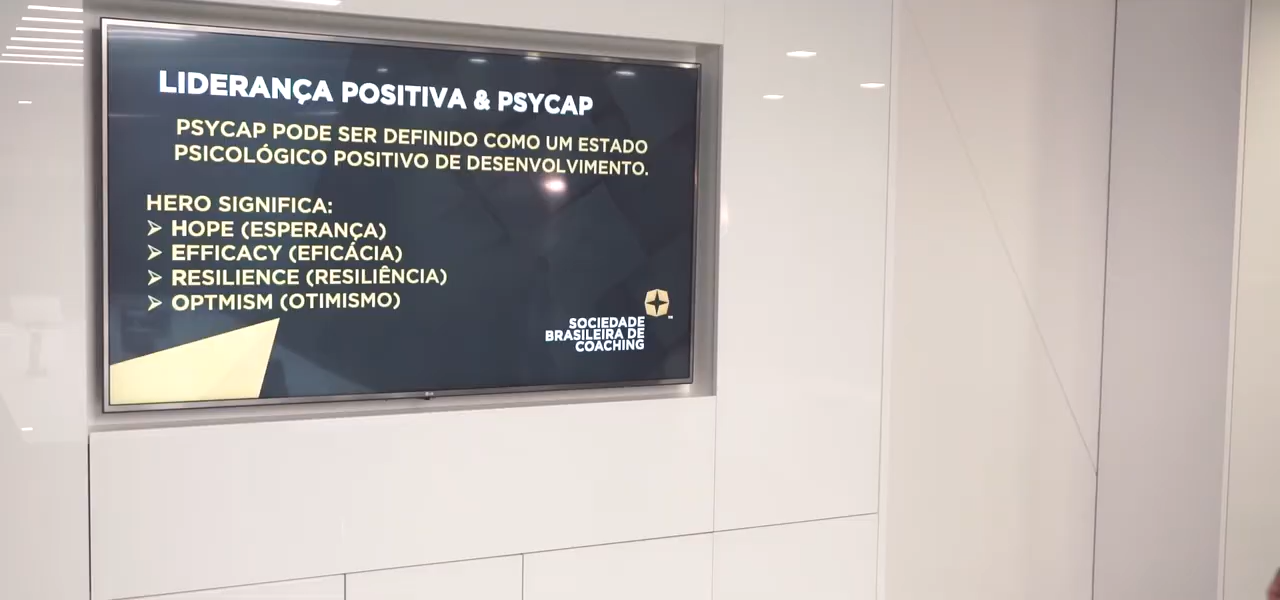 LIDERANÇA POSITIVA & PSYCAP
PSYCAP PODE SER DEFINIDO COMO UM ESTADO
PSICOLÓGICO POSITIVO DE DESENVOLVIMENTO.
HERO SIGNIFICA:
➢ HOPE (ESPERANÇA)
➢ EFFICACY (EFICÁCIA)
➢ RESILIENCE (RESILIÊNCIA)
➢ OPTMISM (OTIMISMO)
SOCIEDADE
BRASILEIRA DE
COACHING